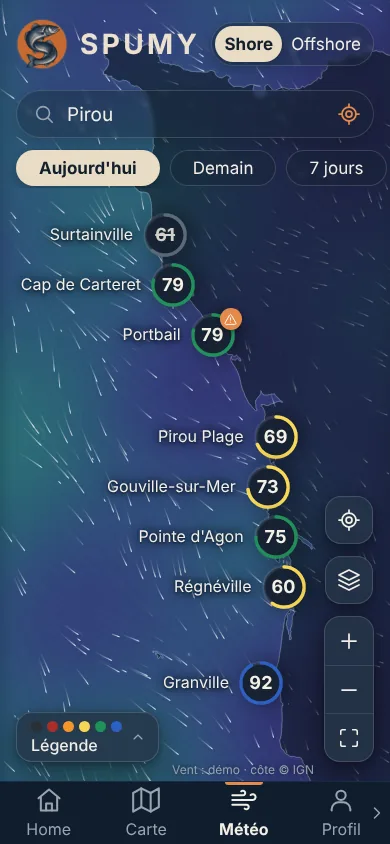 SPUMY
Shore Offshore
Pirou
Aujourd'hui Demain 7 jours
Surtainville 61
Cap de Carteret 79
Portbail 79
Pirou Plage 69
Gouville-sur-Mer 73
Pointe d'Agon 75
Régnéville 60
Granville 92
Légende
Vent : démo · côte © IGN
Home Carte Météo Profil